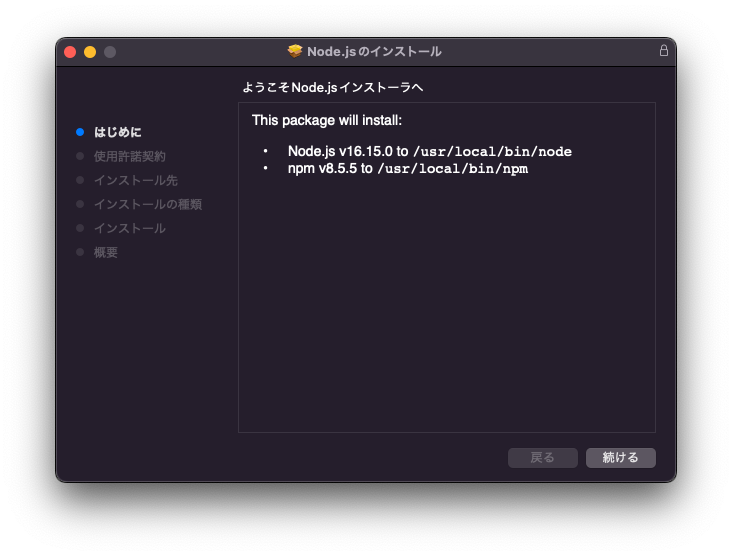 Node.jsのインストール
ようこそNode.jsインストーラへ
はじめに
使用許諾契約
インストール先
インストールの種類
インストール
概要
This package will install:
• Node.js v16.15.0 to /usr/local/bin/node
• npm v8.5.5 to /usr/local/bin/npm
戻る
続ける